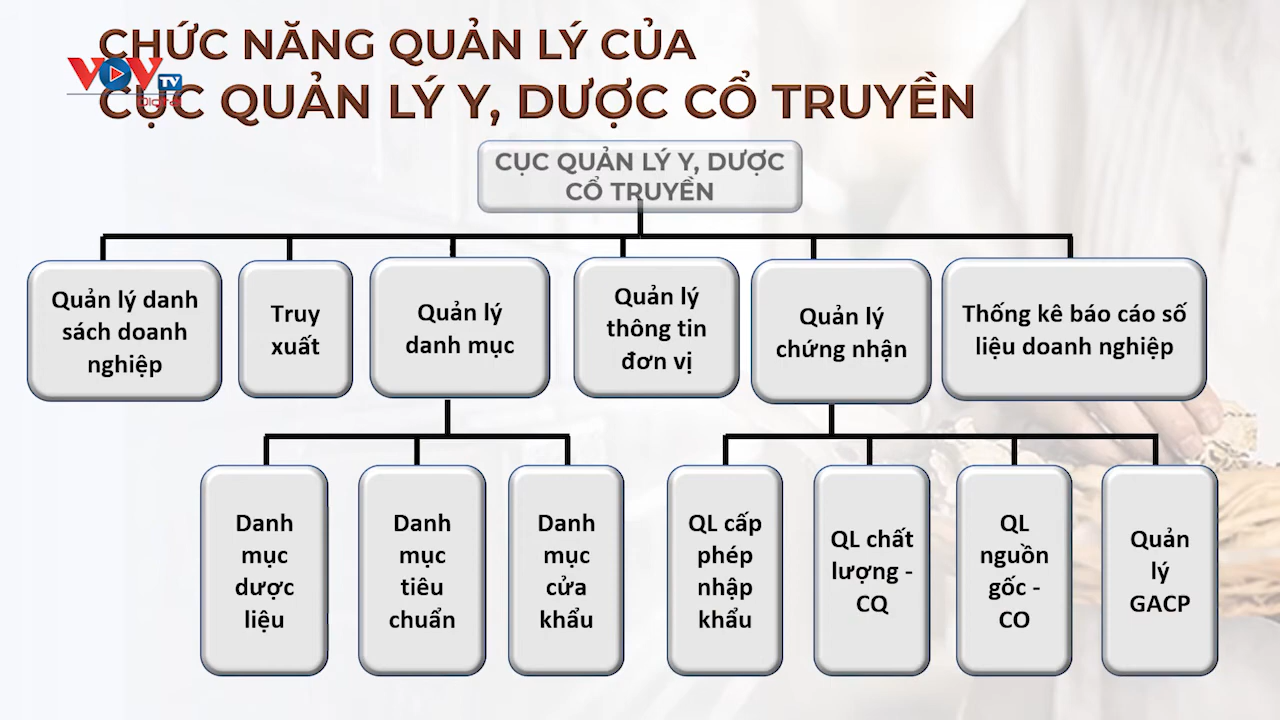 CHỨC NĂNG QUẢN LÝ CỦA
VOV TV
Digital
CỤC QUẢN LÝ Y, DƯỢC CỔ TRUYỀN
CỤC QUẢN LÝ Y, DƯỢC
CỔ TRUYỀN
Quản lý danh
sách doanh
nghiệp
Truy
xuất
Quản lý
danh mục
Quản lý
thông tin
đơn vị
Quản lý
chứng nhận
Thống kê báo cáo số
liệu doanh nghiệp
Danh
mục
dược
liệu
Danh
mục
tiêu
chuẩn
Danh
mục
cửa
khẩu
QL cấp
phép
nhập
khẩu
QL chất
lượng -
CQ
QL
nguồn
gốc -
CO
Quản
lý
GACP